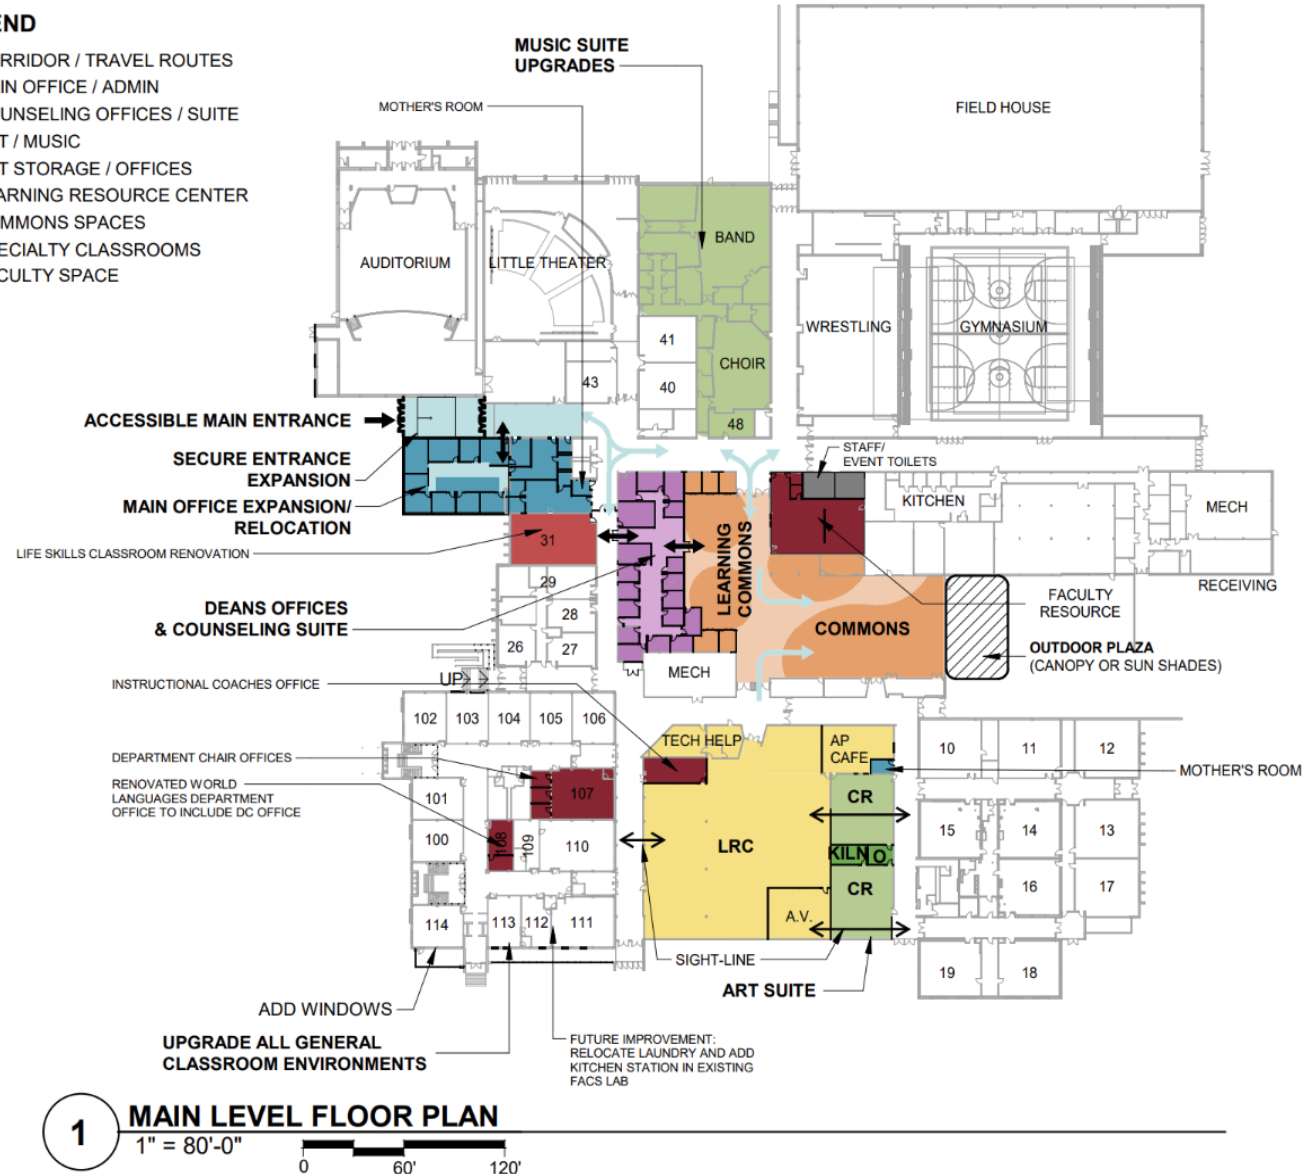 END
RRIDOR / TRAVEL ROUTES
IN OFFICE / ADMIN
UNSELING OFFICES / SUITE
T / MUSIC
T STORAGE / OFFICES
ARNING RESOURCE CENTER
MMONS SPACES
ECIALTY CLASSROOMS
CULTY SPACE
MUSIC SUITE
UPGRADES
MOTHER'S ROOM
FIELD HOUSE
BAND
AUDITORIUM
LITTLE THEATER
WRESTLING
GYMNASIUM
41
CHOIR
43
40
48
ACCESSIBLE MAIN ENTRANCE
STAFF/
EVENT TOILETS
SECURE ENTRANCE
EXPANSION
MAIN OFFICE EXPANSION/
RELOCATION
KITCHEN
MECH
LIFE SKILLS CLASSROOM RENOVATION
31
LEARNING
COMMONS
29
RECEIVING
FACULTY
RESOURCE
DEANS OFFICES
& COUNSELING SUITE
28
26
27
COMMONS
OUTDOOR PLAZA
(CANOPY OR SUN SHADES)
MECH
UP
INSTRUCTIONAL COACHES OFFICE
102
103
104
105
106
TECH HELP
AP
CAFE
10
11
12
DEPARTMENT CHAIR OFFICES
MOTHER'S ROOM
RENOVATED WORLD
LANGUAGES DEPARTMENT
OFFICE TO INCLUDE DC OFFICE
101
107
CR
100
108
109
110
LRC
KILN
O
15
14
13
CR
16
17
114
113
112
111
A.V.
SIGHT-LINE
19
18
ART SUITE
ADD WINDOWS
UPGRADE ALL GENERAL
CLASSROOM ENVIRONMENTS
FUTURE IMPROVEMENT:
RELOCATE LAUNDRY AND ADD
KITCHEN STATION IN EXISTING
FACS LAB
1
MAIN LEVEL FLOOR PLAN
1" = 80'-0"
0
60'
120'